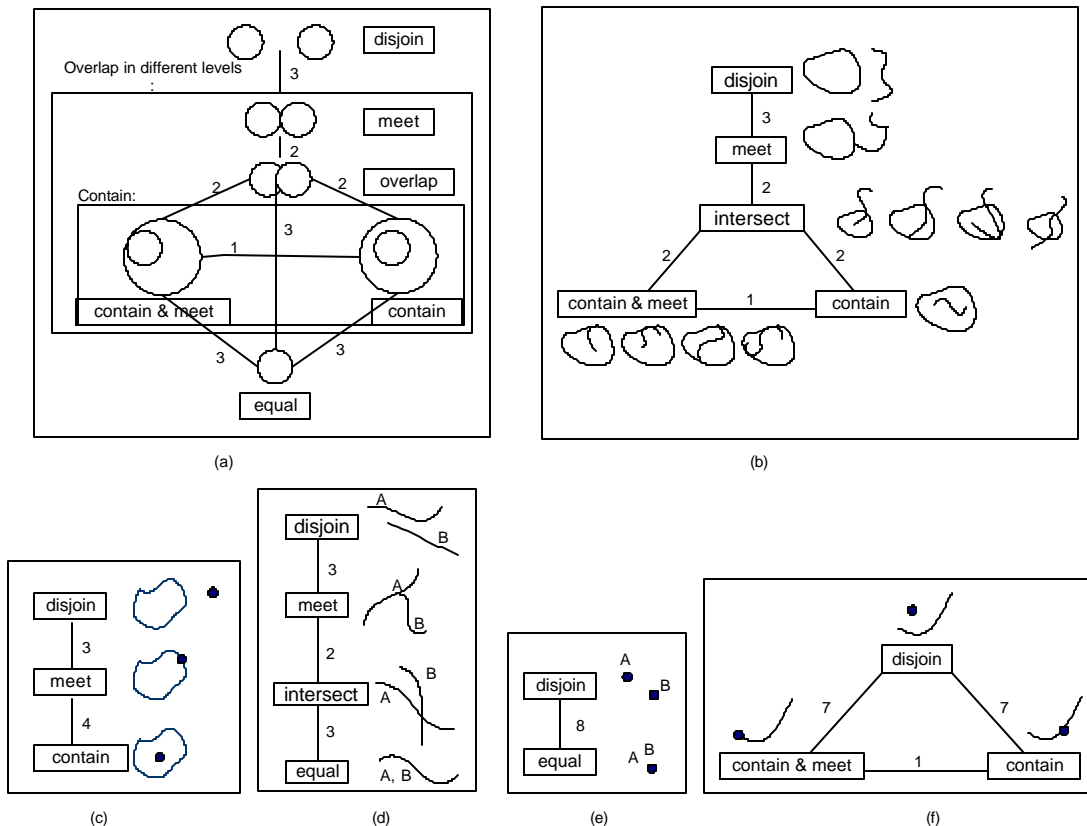 disjoin
Overlap in different levels
:
3
meet
2
overlap
2
2
Contain:
3
1
contain & meet
contain
3
3
equal
(a)
disjoin
3
meet
2
intersect
2
2
contain & meet
1
contain
(b)
disjoin
3
meet
4
contain
(c)
disjoin
A
B
3
meet
A
B
2
intersect
B
A
3
equal
A, B
(d)
disjoin
A
B
8
equal
A
B
(e)
disjoin
7
7
contain & meet
1
contain
(f)